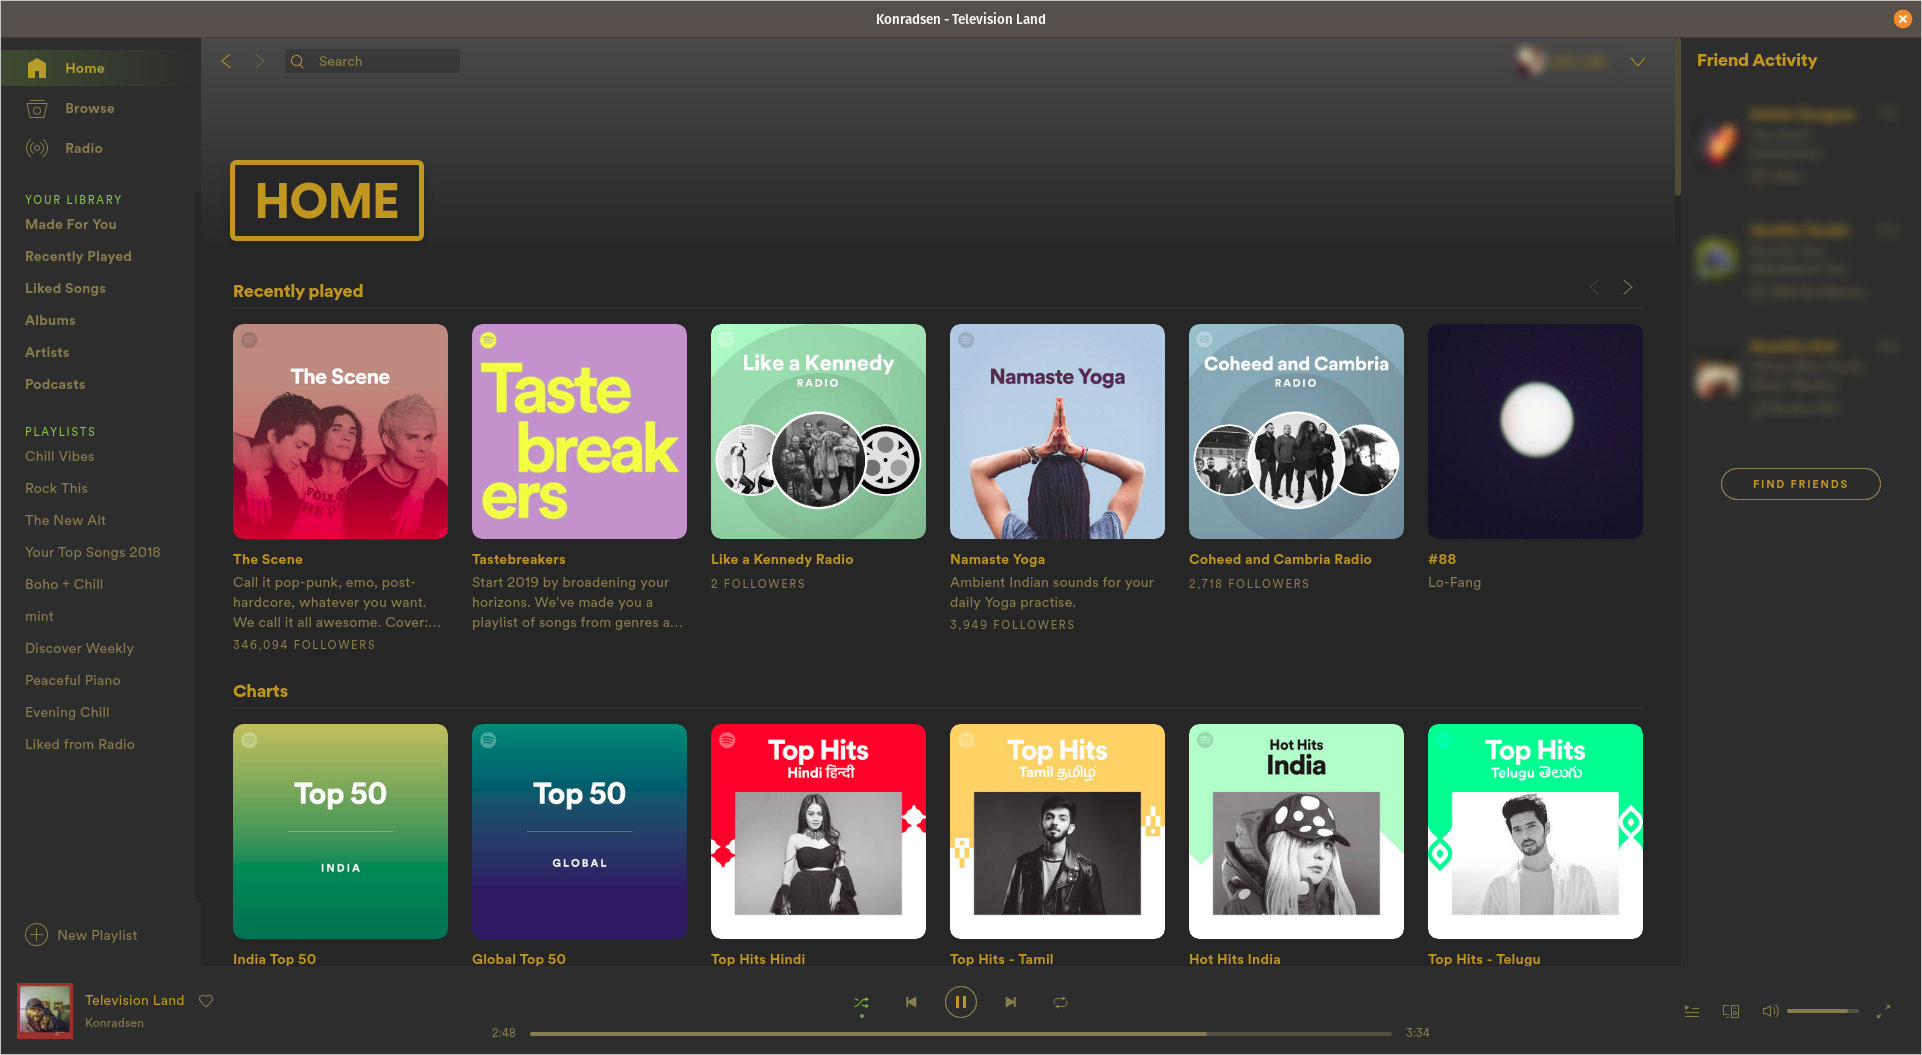 Konradsen - Television Land
Home
Browse
Radio
YOUR LIBRARY
Made For You
Recently Played
Liked Songs
Albums
Artists
Podcasts
PLAYLISTS
Chill Vibes
Rock This
The New Alt
Your Top Songs 2018
Boho + Chill
mint
Discover Weekly
Peaceful Piano
Evening Chill
Liked from Radio
New Playlist
Search
HOME
Recently played
The Scene
Taste
break
ers
Like a Kennedy
RADIO
Namaste Yoga
Coheed and Cambria
RADIO
The Scene
Call it pop-punk, emo, post-
hardcore, whatever you want.
We call it all awesome. Cover:...
346,094 FOLLOWERS
Tastebreakers
Start 2019 by broadening your
horizons. We've made you a
playlist of songs from genres a...
Like a Kennedy Radio
2 FOLLOWERS
Namaste Yoga
Ambient Indian sounds for your
daily Yoga practise.
3,949 FOLLOWERS
Coheed and Cambria Radio
2,718 FOLLOWERS
#88
Lo-Fang
Charts
Top 50
INDIA
Top 50
GLOBAL
Top Hits
Hindi हिन्दी
Top Hits
Tamil தமிழ்
Hot Hits
India
Top Hits
Telugu తెలుగు
India Top 50
Global Top 50
Top Hits Hindi
Top Hits - Tamil
Hot Hits India
Top Hits - Telugu
Friend Activity
FIND FRIENDS
Television Land
Konradsen
2:48
3:34